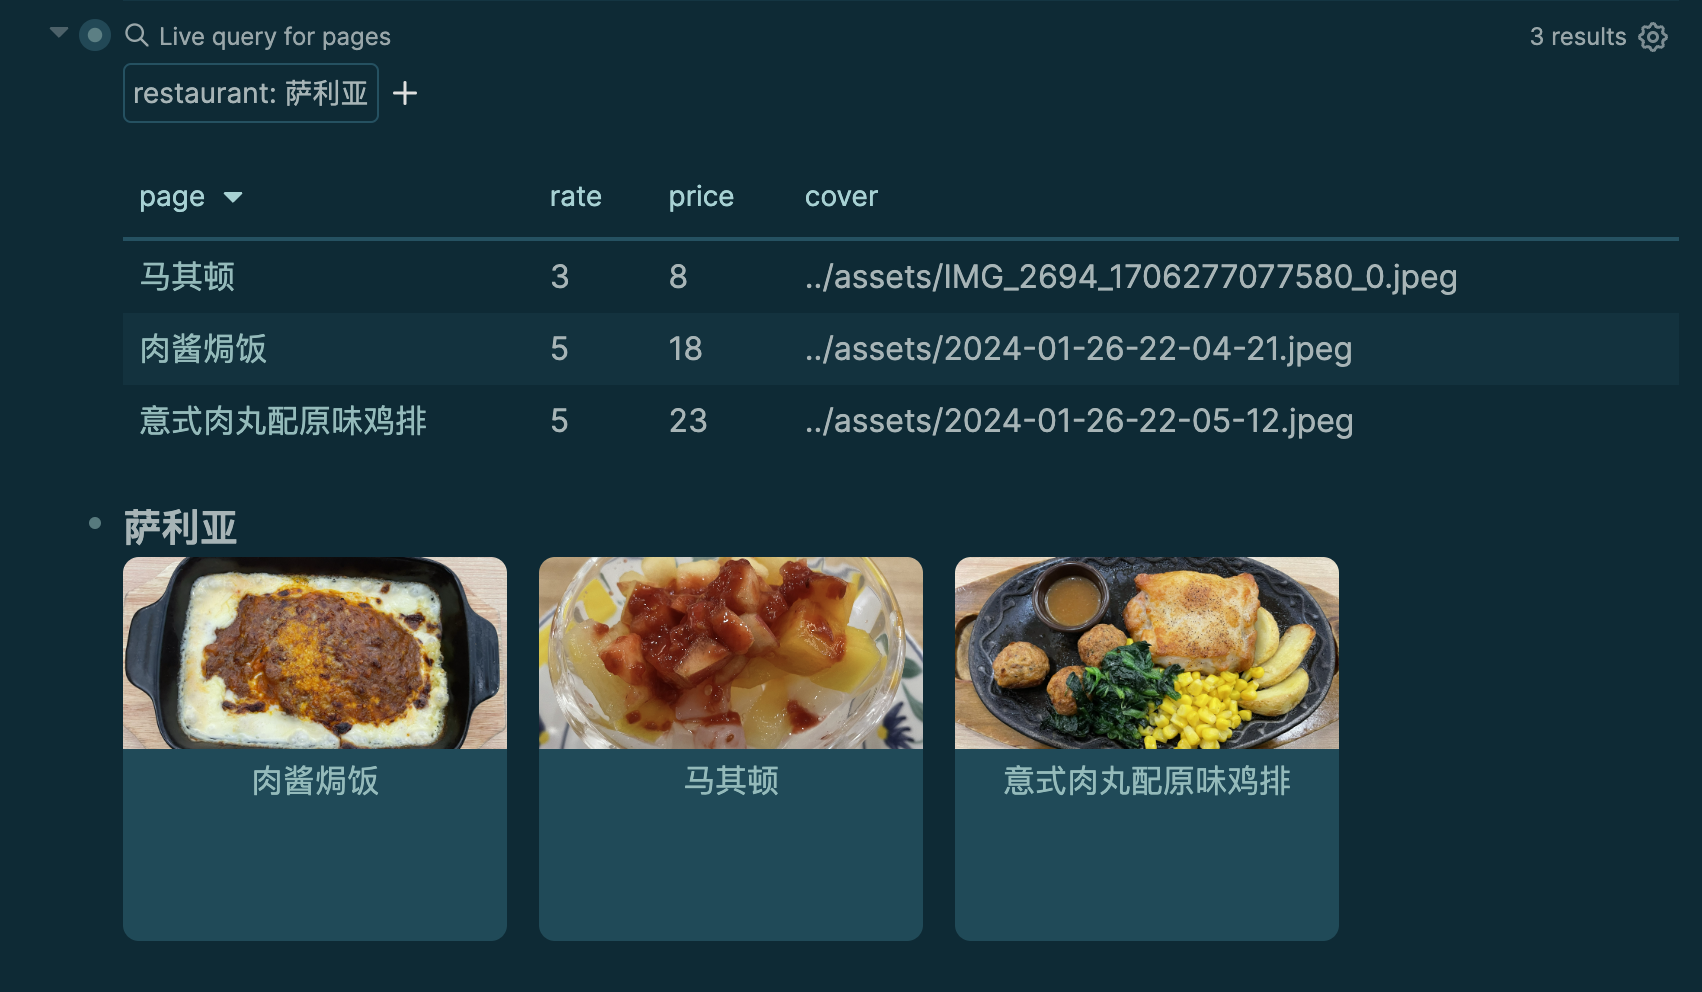 Live query for pages
3 results
restaurant: 萨利亚 +
page rate price cover
马其顿 3 8 ../assets/IMG_2694_1706277077580_0.jpeg
肉酱焗饭 5 18 ../assets/2024-01-26-22-04-21.jpeg
意式肉丸配原味鸡排 5 23 ../assets/2024-01-26-22-05-12.jpeg
萨利亚
肉酱焗饭
马其顿
意式肉丸配原味鸡排